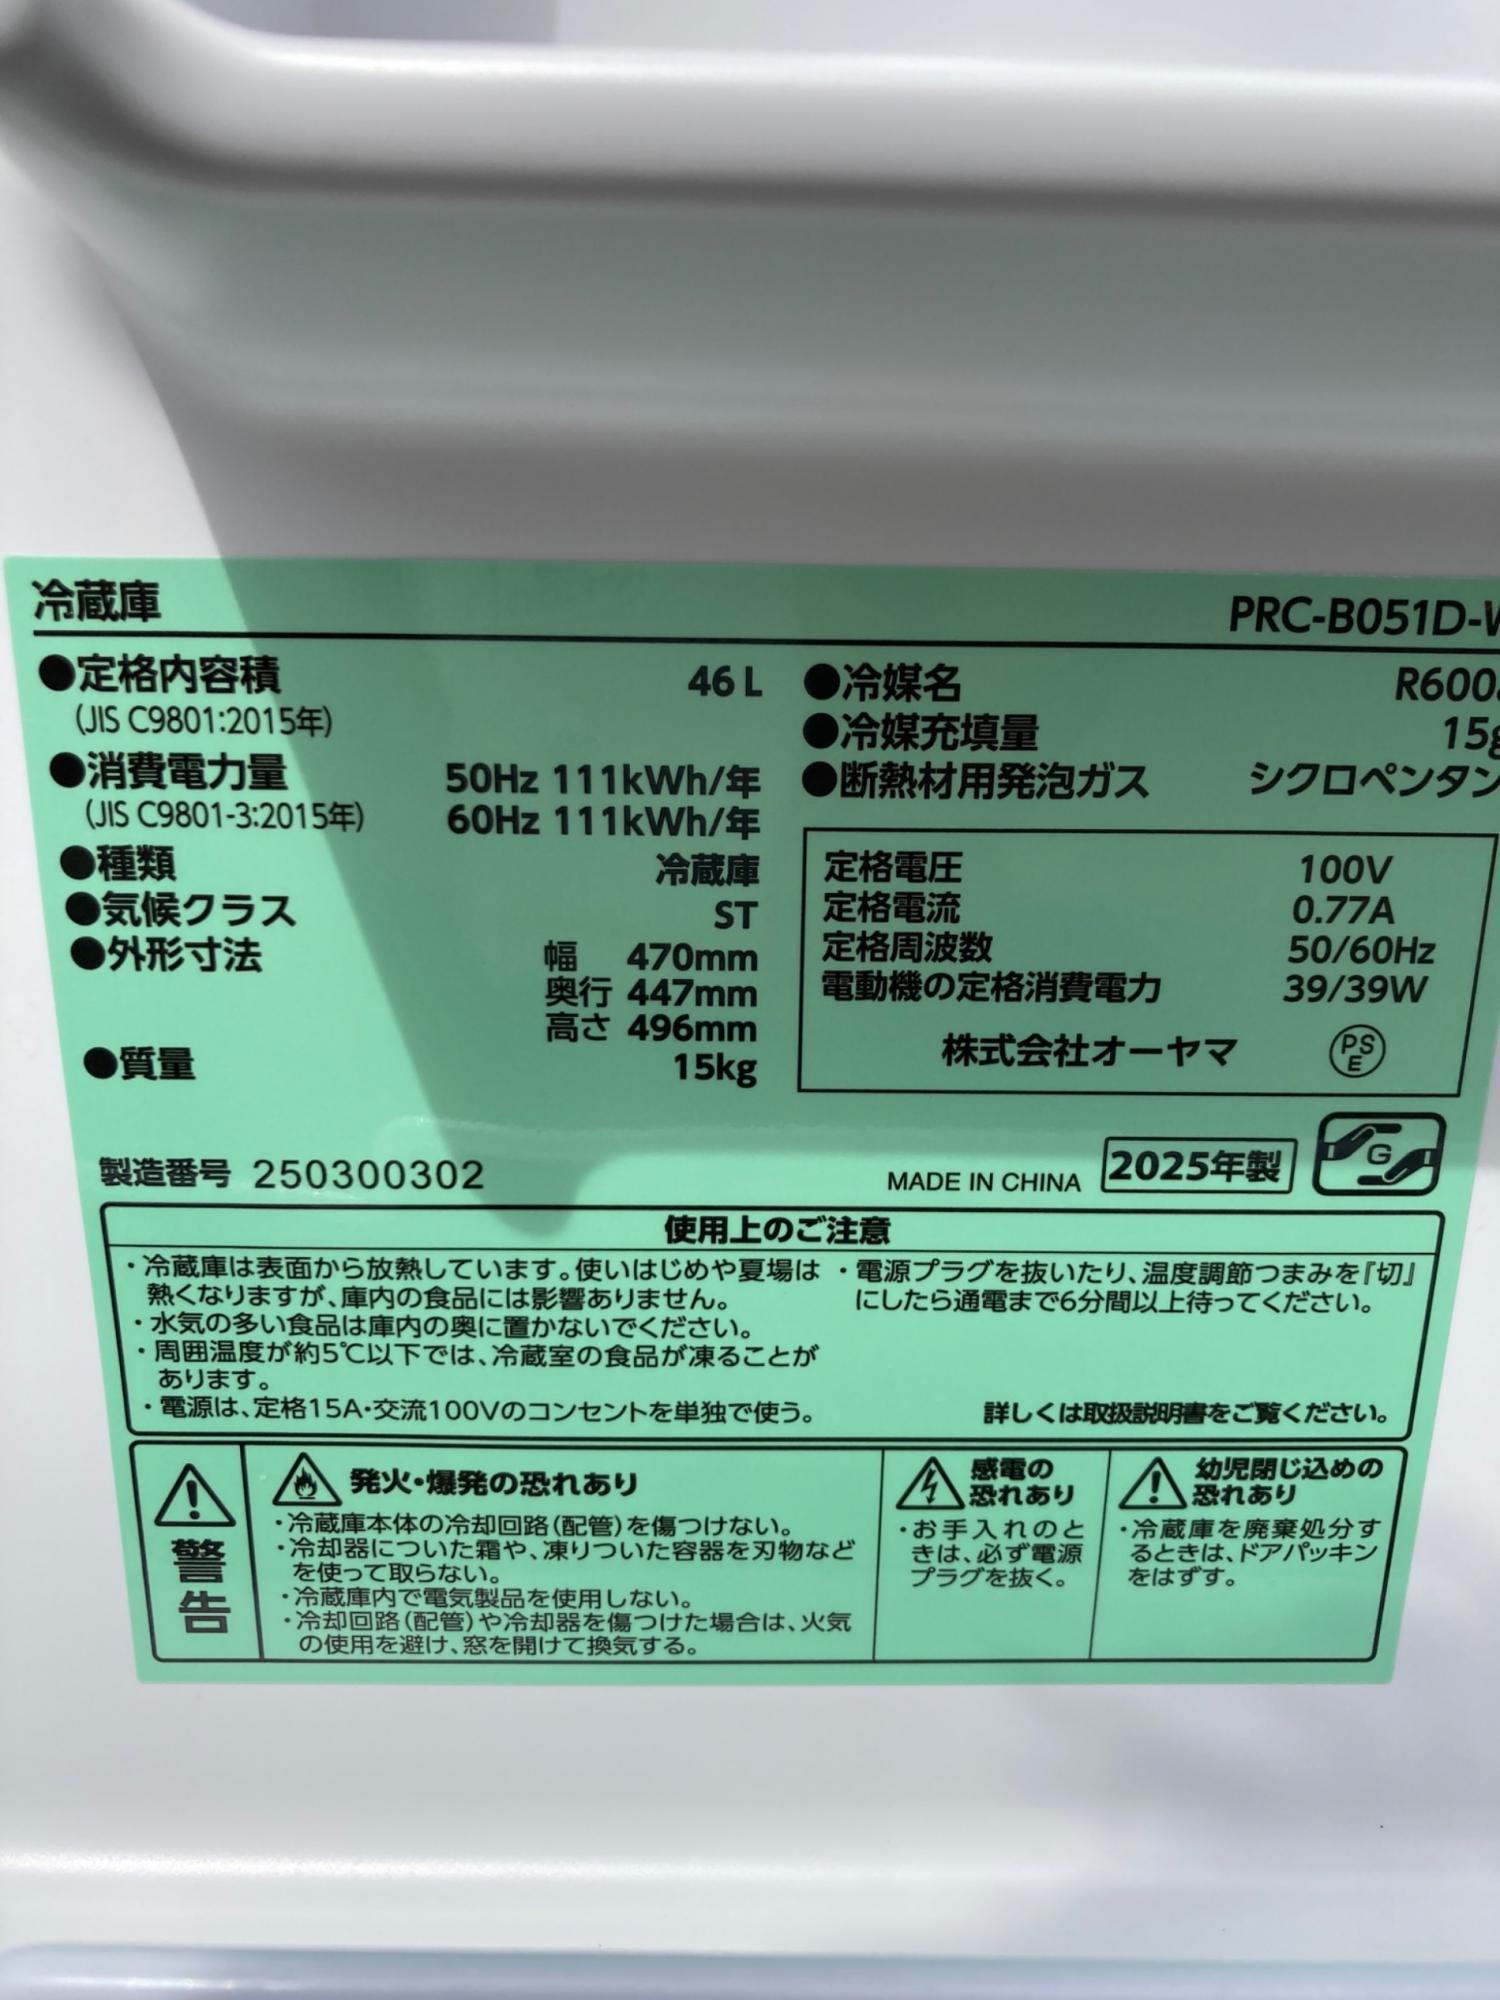 冷蔵庫
PRC-B051D-W
●定格内容積 46 L
(JIS C9801:2015年)
●消費電力量 50Hz 111kWh/年
(JIS C9801-3:2015年) 60Hz 111kWh/年
●種類 冷蔵庫
●気候クラス ST
●外形寸法 幅 470mm
奥行 447mm
高さ 496mm
●質量 15kg
●冷媒名 R600a
●冷媒充填量 15g
●断熱材用発泡ガス シクロペンタン
定格電圧 100V
定格電流 0.77A
定格周波数 50/60Hz
電動機の定格消費電力 39/39W
株式会社オーヤマ PSE
製造番号 250300302
MADE IN CHINA 2025年製 G
使用上のご注意
・冷蔵庫は表面から放熱しています。使いはじめや夏場は
熱くなりますが、庫内の食品には影響ありません。
・水気の多い食品は庫内の奥に置かないでください。
・周囲温度が約5℃以下では、冷蔵室の食品が凍ることが
あります。
・電源は、定格15A・交流100Vのコンセントを単独で使う。
・電源プラグを抜いたり、温度調節つまみを『切』
にしたら通電まで6分間以上待ってください。
詳しくは取扱説明書をご覧ください。
警告
発火・爆発の恐れあり
・冷蔵庫本体の冷却回路(配管)を傷つけない。
・冷却器についた霜や、凍りついた容器を刃物など
を使って取らない。
・冷蔵庫内で電気製品を使用しない。
・冷却回路(配管)や冷却器を傷つけた場合は、火気
の使用を避け、窓を開けて換気する。
感電の
恐れあり
・お手入れのと
きは、必ず電源
プラグを抜く。
幼児閉じ込めの
恐れあり
・冷蔵庫を廃棄処分す
るときは、ドアパッキン
をはずす。